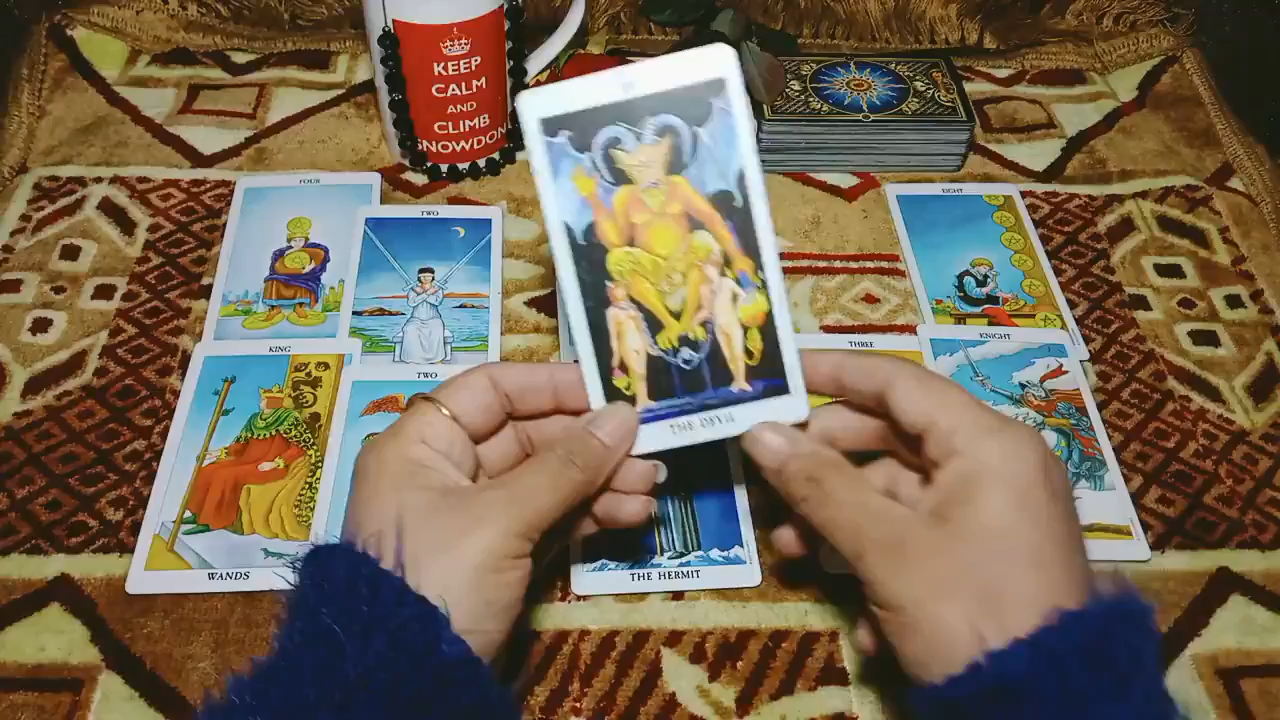 KEEP
CALM
AND
CLIMB
SNOWDON
FOUR
TWO
EIGHT
KING
TWO
THREE
KNIGHT
THE DEVIL
WANDS
THE HERMIT